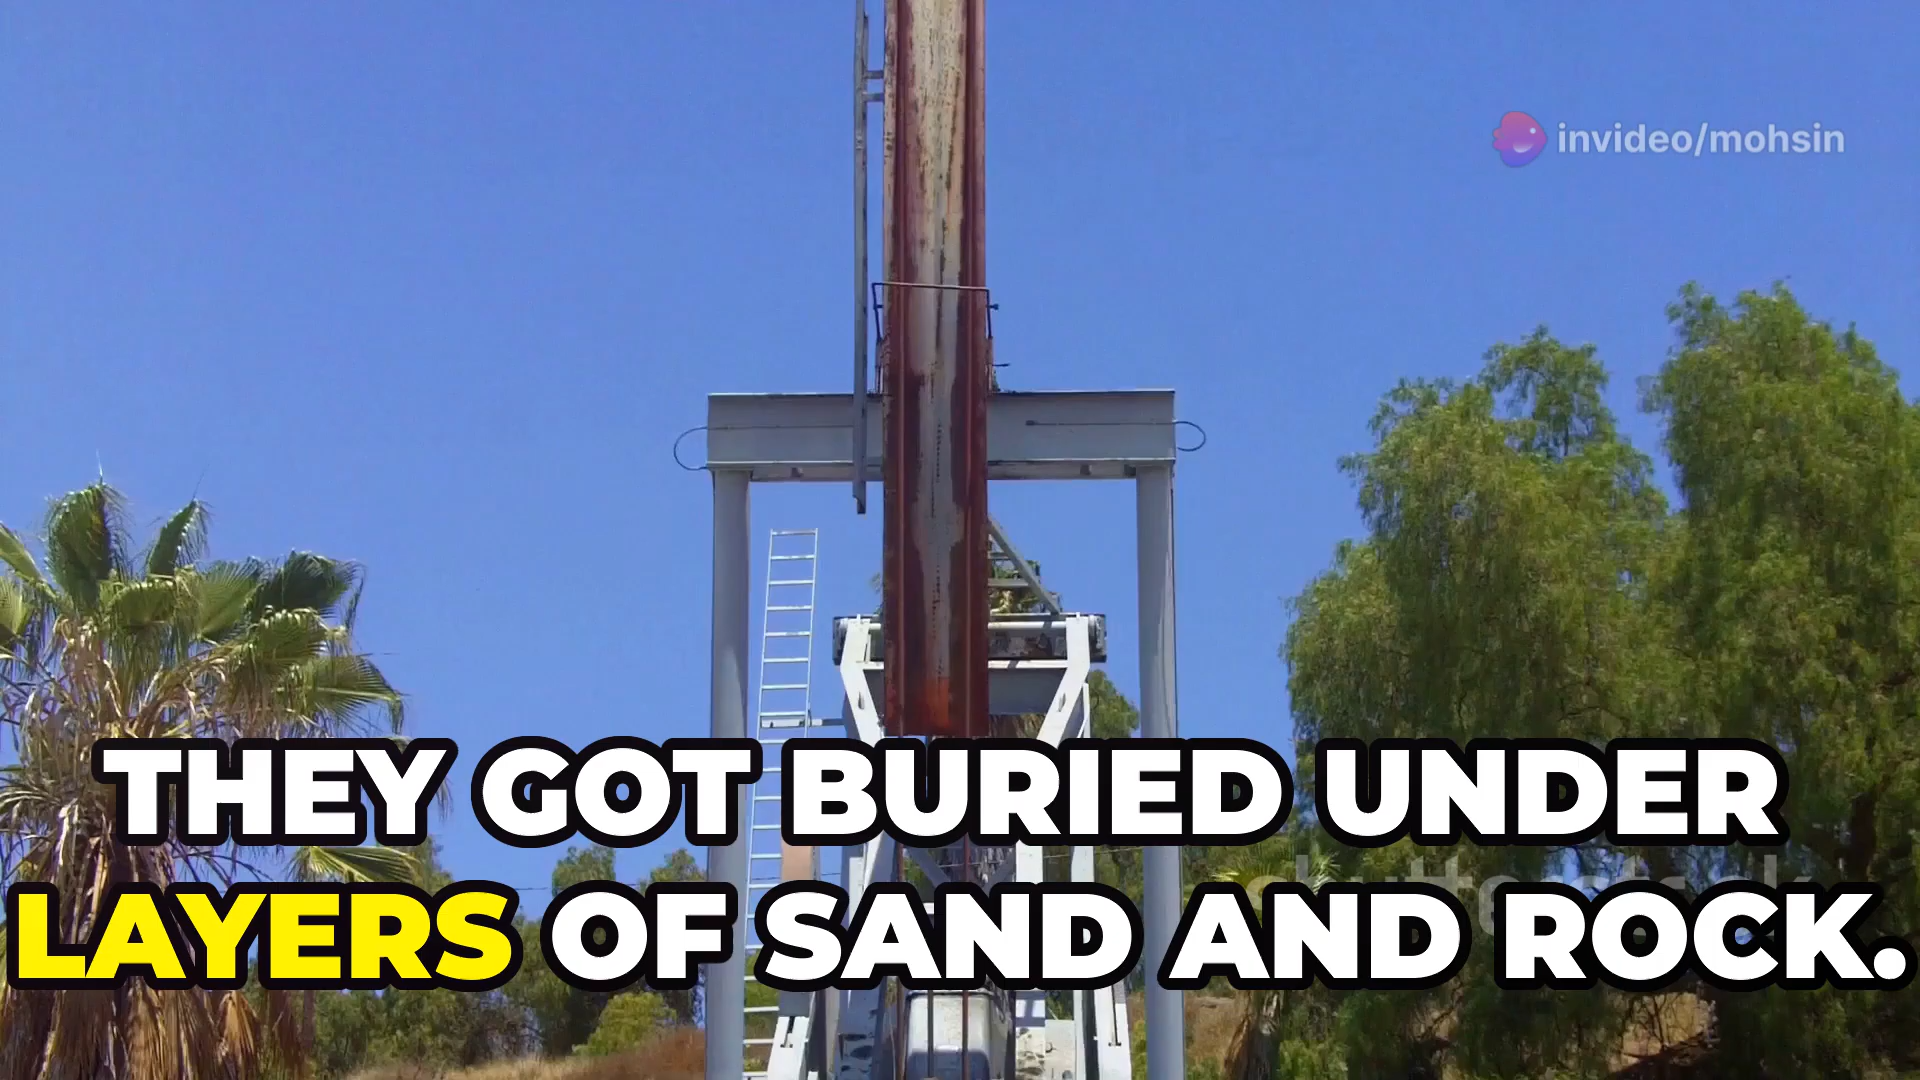 invideo/mohsin
THEY GOT BURIED UNDER
LAYERS OF SAND AND ROCK.